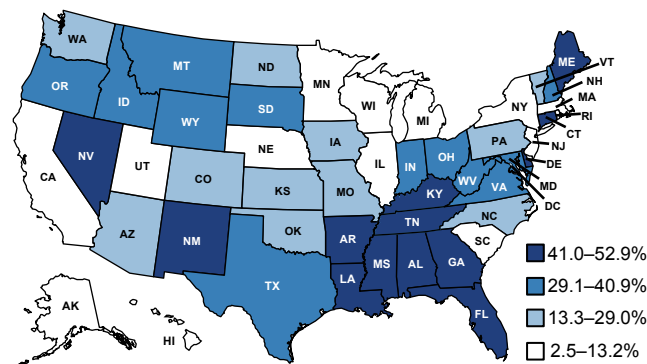 WA
MT
ND
MN
ME
VT
NH
MA
RI
CT
NJ
DE
MD
DC
OR
ID
SD
WI
MI
NY
WY
IA
NE
PA
NV
UT
IL
IN
OH
WV
VA
CA
CO
KS
MO
KY
NC
TN
AZ
NM
OK
AR
SC
MS
AL
GA
LA
TX
FL
AK
HI
41.0–52.9%
29.1–40.9%
13.3–29.0%
2.5–13.2%